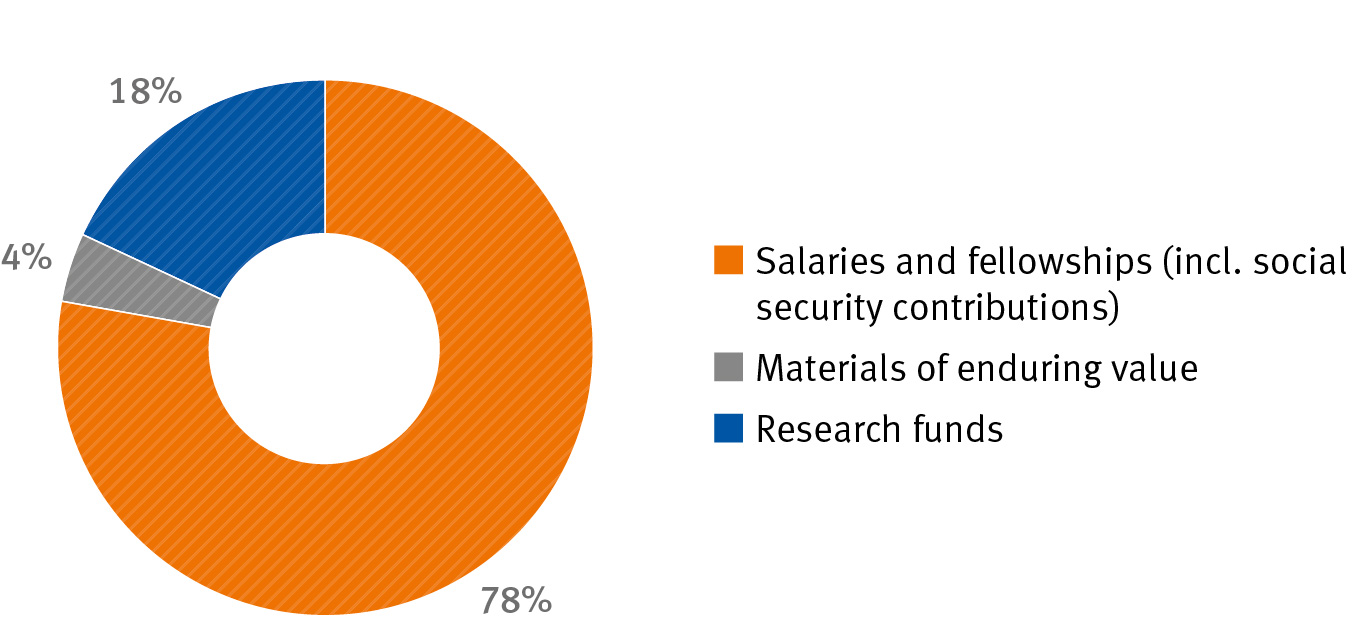 18%
4%
78%
Salaries and fellowships (incl. social
security contributions)
Materials of enduring value
Research funds